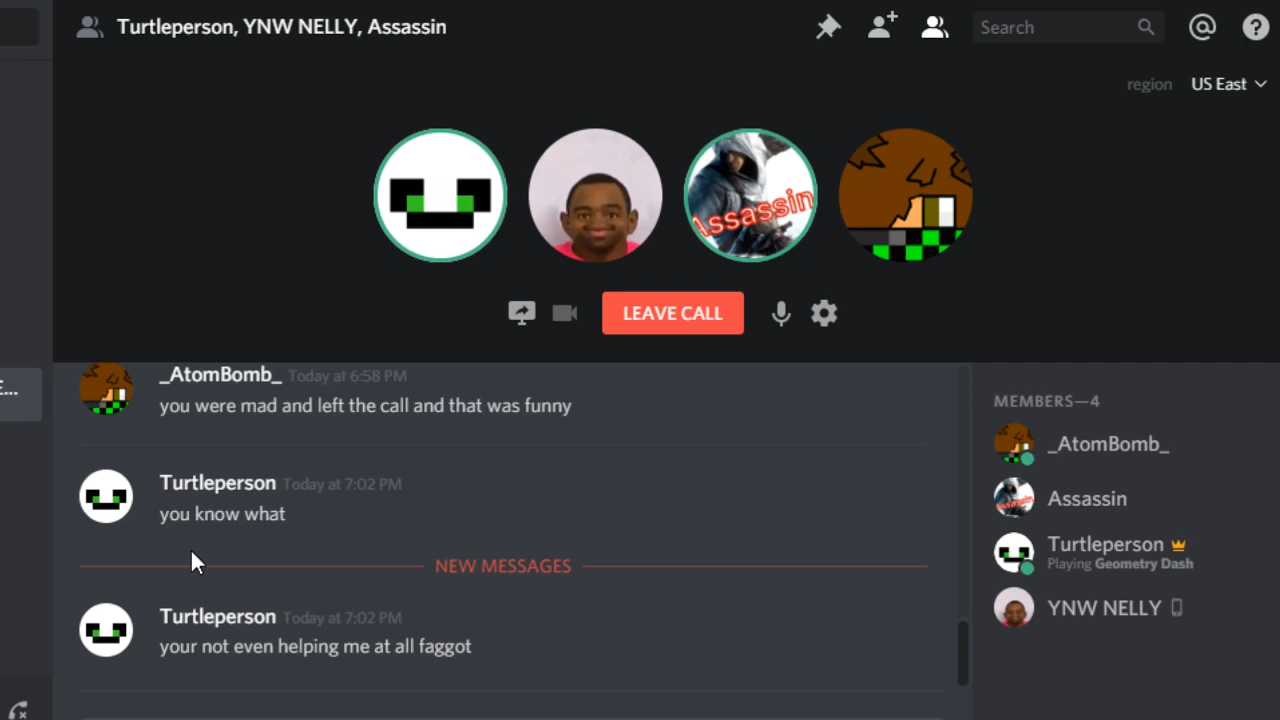 Turtleperson, YNW NELLY, Assassin
Search
region US East
Assassin
LEAVE CALL
E...
_AtomBomb_ Today at 6:58 PM
you were mad and left the call and that was funny
Turtleperson Today at 7:02 PM
you know what
NEW MESSAGES
Turtleperson Today at 7:02 PM
your not even helping me at all faggot
MEMBERS—4
_AtomBomb_
Assassin
Turtleperson
Playing Geometry Dash
YNW NELLY